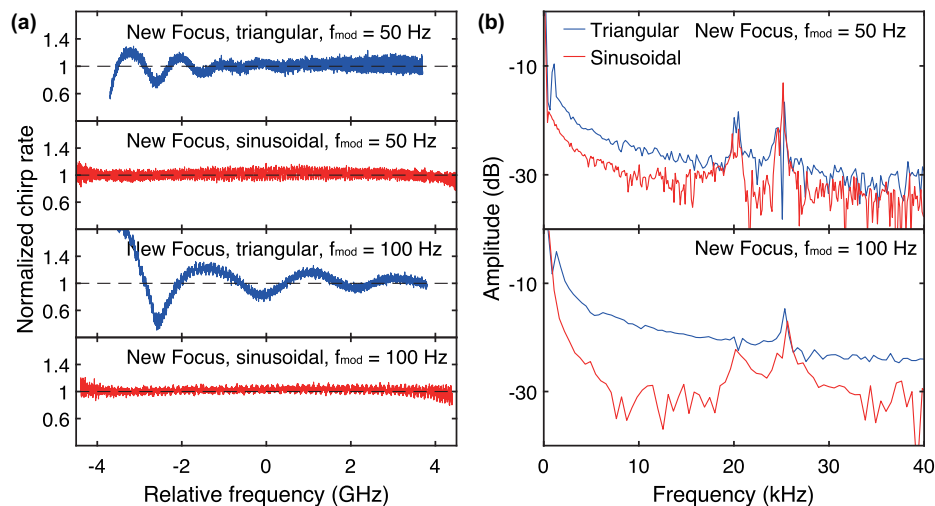 (a)
New Focus, triangular, fmod = 50 Hz
1.4
1
0.6
New Focus, sinusoidal, fmod = 50 Hz
1.4
1
0.6
New Focus, triangular, fmod = 100 Hz
1.4
1
0.6
New Focus, sinusoidal, fmod = 100 Hz
1.4
1
0.6
Normalized chirp rate
-4 -2 0 2 4
Relative frequency (GHz)
(b)
Triangular
Sinusoidal
New Focus, fmod = 50 Hz
-10
-30
New Focus, fmod = 100 Hz
-10
-30
Amplitude (dB)
0 10 20 30 40
Frequency (kHz)